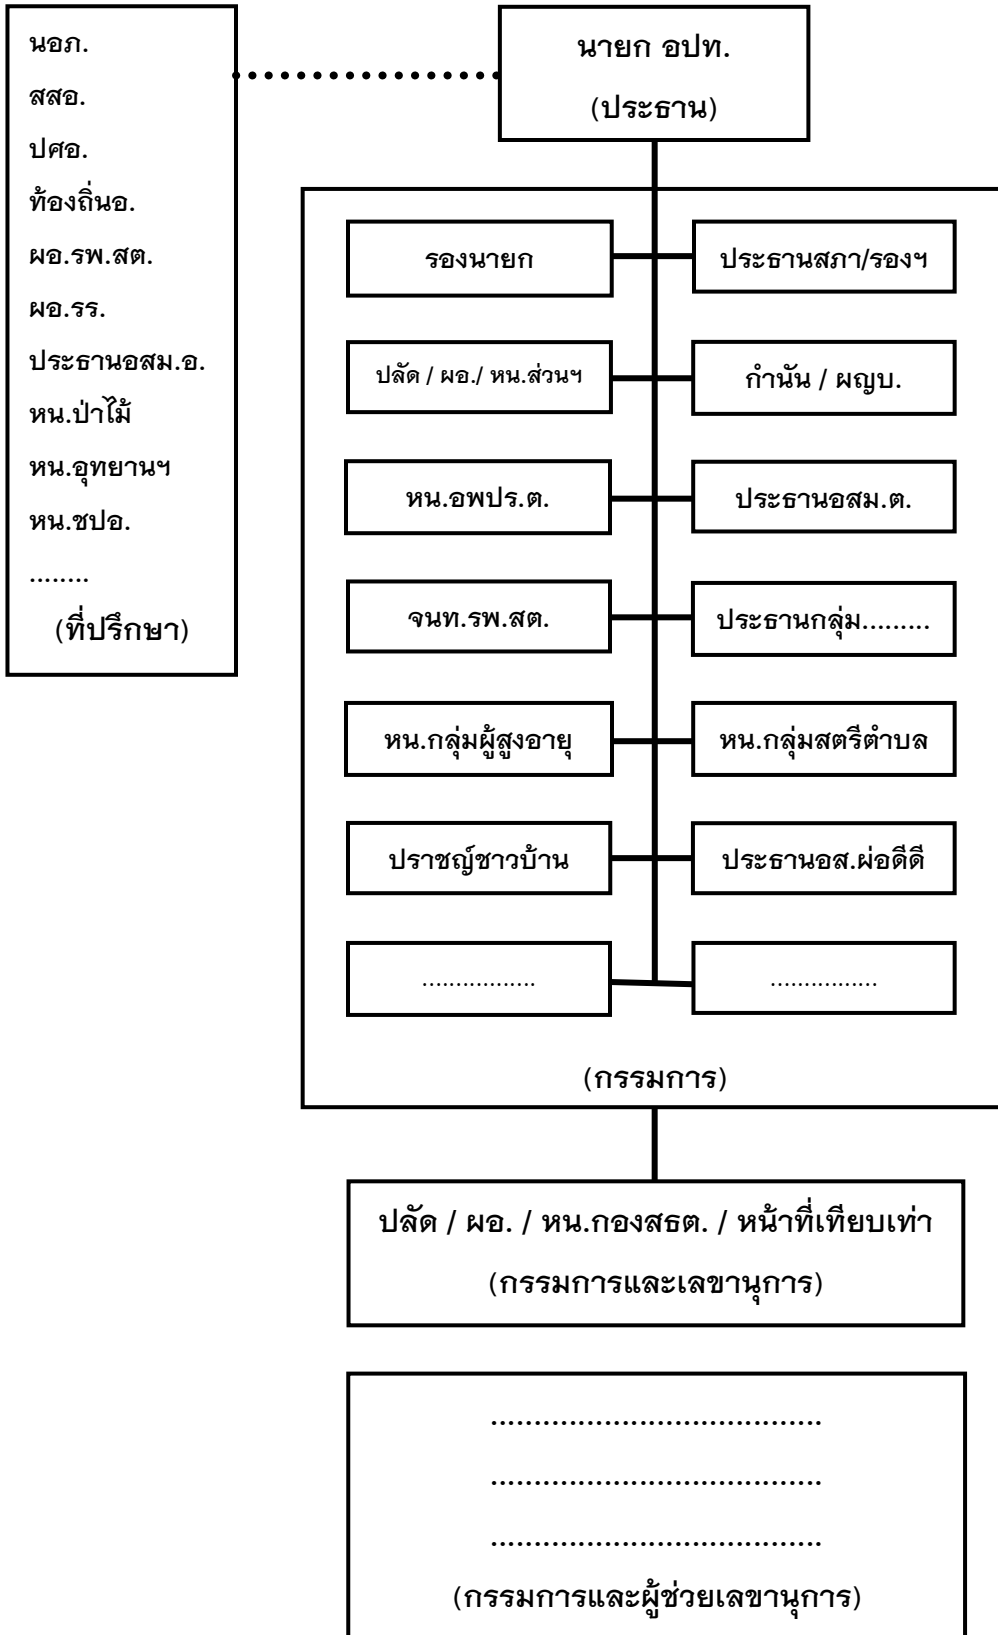 นอภ.
สสอ.
ปศอ.
ท้องถิ่นอ.
ผอ.รพ.สต.
ผอ.รร.
ประธานอสม.อ.
หน.ป่าไม้
หน.อุทยานฯ
หน.ชปอ.
........
(ที่ปรึกษา)
นายก อปท.
(ประธาน)
รองนายก
ประธานสภา/รองฯ
ปลัด / ผอ./ หน.ส่วนฯ
กำนัน / ผญบ.
หน.อพปร.ต.
ประธานอสม.ต.
จนท.รพ.สต.
ประธานกลุ่ม.........
หน.กลุ่มผู้สูงอายุ
หน.กลุ่มสตรีตำบล
ปราชญ์ชาวบ้าน
ประธานอส.ผ่อดีดี
.................
................
(กรรมการ)
ปลัด / ผอ. / หน.กองสธต. / หน้าที่เทียบเท่า
(กรรมการและเลขานุการ)
......................................
......................................
......................................
(กรรมการและผู้ช่วยเลขานุการ)